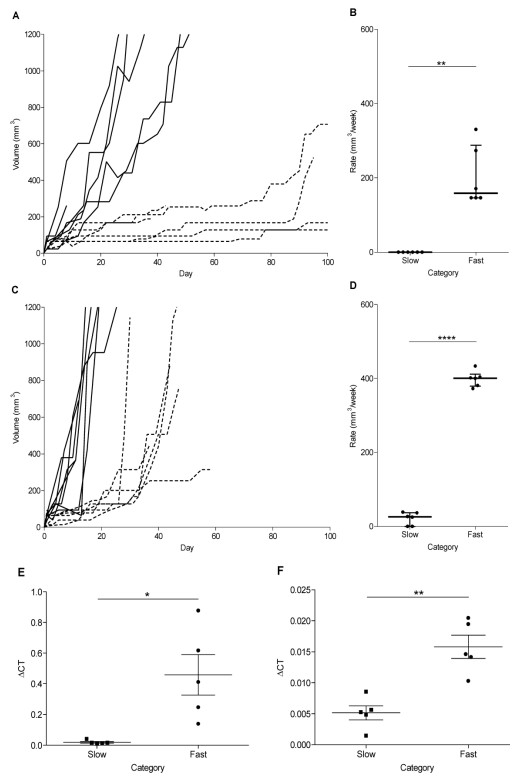 A
1200
1000
800
600
400
200
0
Volume (mm³)
0 20 40 60 80 100
Day
B
600
400
200
0
Rate (mm³/week)
**
Slow Fast
Category
C
1200
1000
800
600
400
200
0
Volume (mm³)
0 20 40 60 80 100
Day
D
600
400
200
0
Rate (mm³/week)
****
Slow Fast
Category
E
1.0
0.8
0.6
0.4
0.2
0.0
ΔCT
*
Slow Fast
Category
F
0.025
0.020
0.015
0.010
0.005
0.000
ΔCT
**
Slow Fast
Category